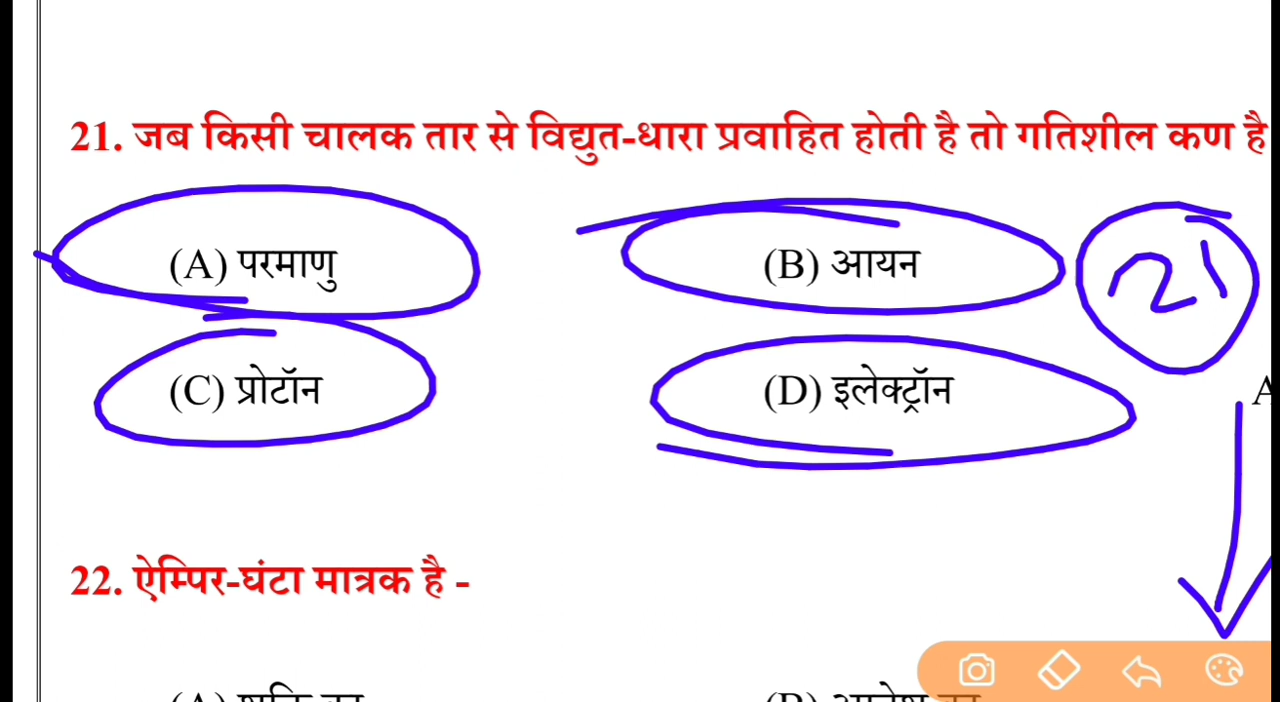 21. जब किसी चालक तार से विद्युत-धारा प्रवाहित होती है तो गतिशील कण है
(A) परमाणु
(B) आयन
21
(C) प्रोटॉन
(D) इलेक्ट्रॉन
A
22. ऐम्पिर-घंटा मात्रक है -